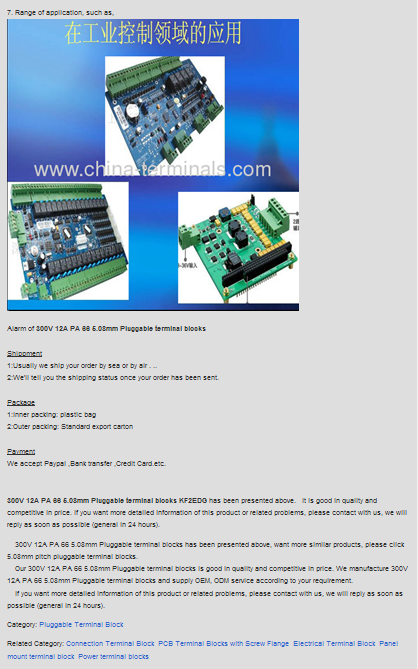 7. Range of application, such as,
在工业控制领域的应用
www.china-terminals.com
Alarm of 300V 12A PA 66 5.08mm Pluggable terminal blocks
Shippment
1:Usually we ship your order by sea or by air . ..
2:We'll tell you the shipping status once your order has been sent.
Package
1:Inner packing: plastic bag
2:Outer packing: Standard export carton
Payment
We accept Paypal ,Bank transfer ,Credit Card.etc.
300V 12A PA 66 5.08mm Pluggable terminal blocks KF2EDG has been presented above. It is good in quality and
competitive in price. If you want more detailed information of this product or related problems, please contact with us, we will
reply as soon as possible (general in 24 hours).
300V 12A PA 66 5.08mm Pluggable terminal blocks has been presented above, want more similar products, please click
5.08mm pitch pluggable terminal blocks.
Our 300V 12A PA 66 5.08mm Pluggable terminal blocks is good in quality and competitive in price. We manufacture 300V
12A PA 66 5.08mm Pluggable terminal blocks and supply OEM, ODM service according to your requirement.
If you want more detailed information of this product or related problems, please contact with us, we will reply as soon as
possible (general in 24 hours).
Category: Pluggable Terminal Block
Related Category: Connection Terminal Block PCB Terminal Blocks with Screw Flange Electrical Terminal Block Panel
mount terminal block Power terminal blocks